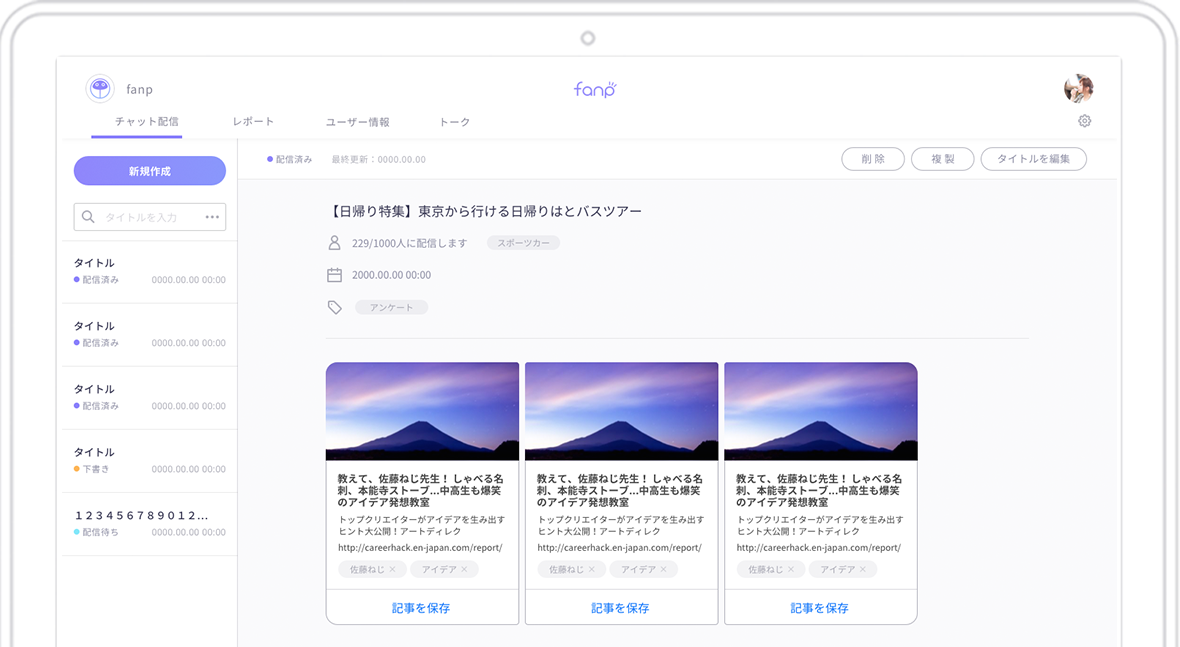 fanp
fanp
チャット配信 レポート ユーザー情報 トーク
新規作成
配信済み 最終更新：0000.00.00
削除 複製 タイトルを編集
タイトルを入力
タイトル
配信済み 0000.00.00 00:00
タイトル
配信済み 0000.00.00 00:00
タイトル
配信済み 0000.00.00 00:00
タイトル
下書き 0000.00.00 00:00
１２３４５６７８９０１２...
配信待ち 0000.00.00 00:00
【日帰り特集】東京から行ける日帰りはとバスツアー
229/1000人に配信します スポーツカー
2000.00.00 00:00
アンケート
教えて、佐藤ねじ先生！しゃべる名
刺、本能寺ストーブ...中高生も爆笑
のアイデア発想教室
トップクリエイターがアイデアを生み出す
ヒント大公開！アートディレク
http://careerhack.en-japan.com/report/
佐藤ねじ × アイデア ×
記事を保存
教えて、佐藤ねじ先生！しゃべる名
刺、本能寺ストーブ...中高生も爆笑
のアイデア発想教室
トップクリエイターがアイデアを生み出す
ヒント大公開！アートディレク
http://careerhack.en-japan.com/report/
佐藤ねじ × アイデア ×
記事を保存
教えて、佐藤ねじ先生！しゃべる名
刺、本能寺ストーブ...中高生も爆笑
のアイデア発想教室
トップクリエイターがアイデアを生み出す
ヒント大公開！アートディレク
http://careerhack.en-japan.com/report/
佐藤ねじ × アイデア ×
記事を保存